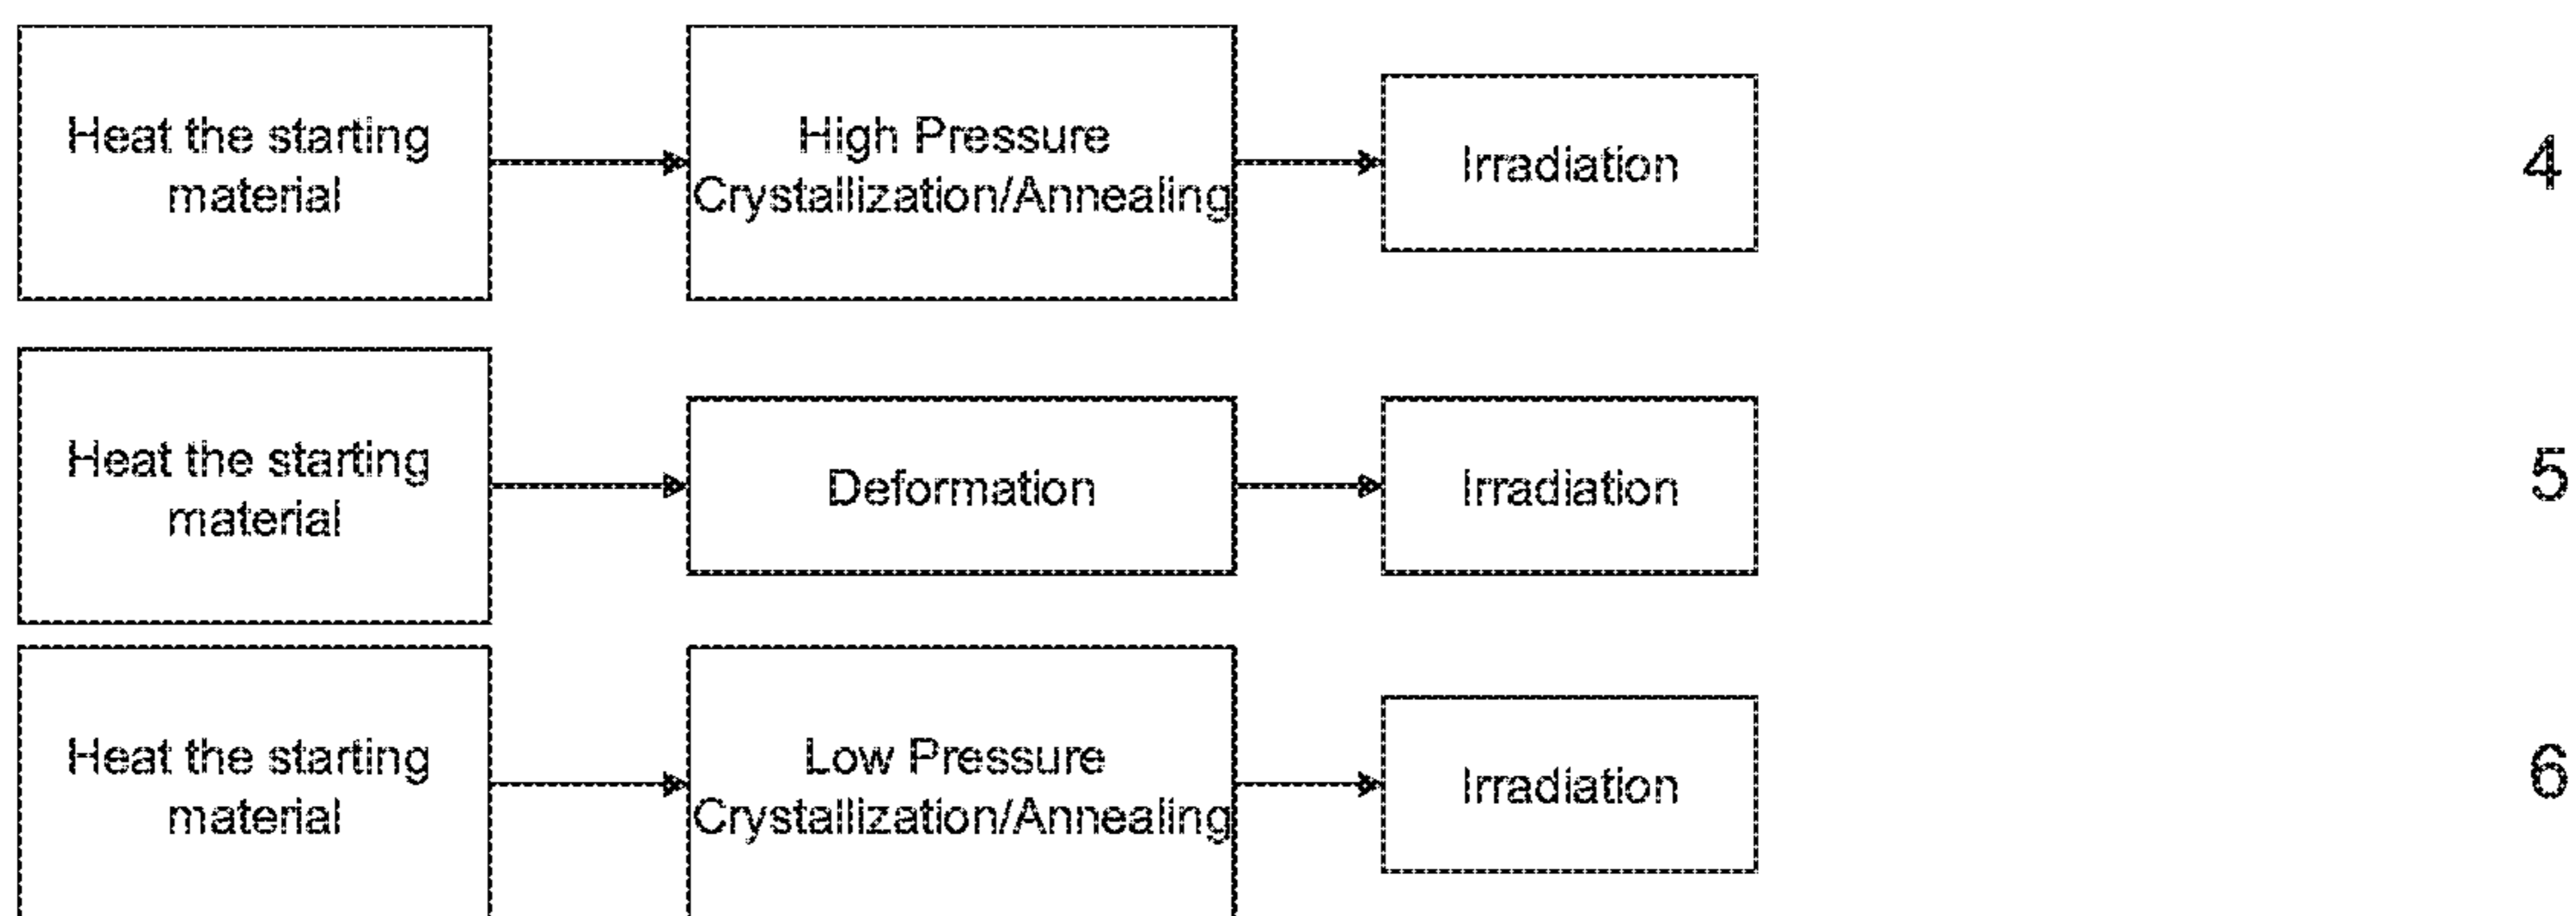 Heat the starting
material
High Pressure
Crystallization/Annealing
Irradiation
4
Heat the starting
material
Deformation
Irradiation
5
Heat the starting
material
Low Pressure
Crystallization/Annealing
Irradiation
6